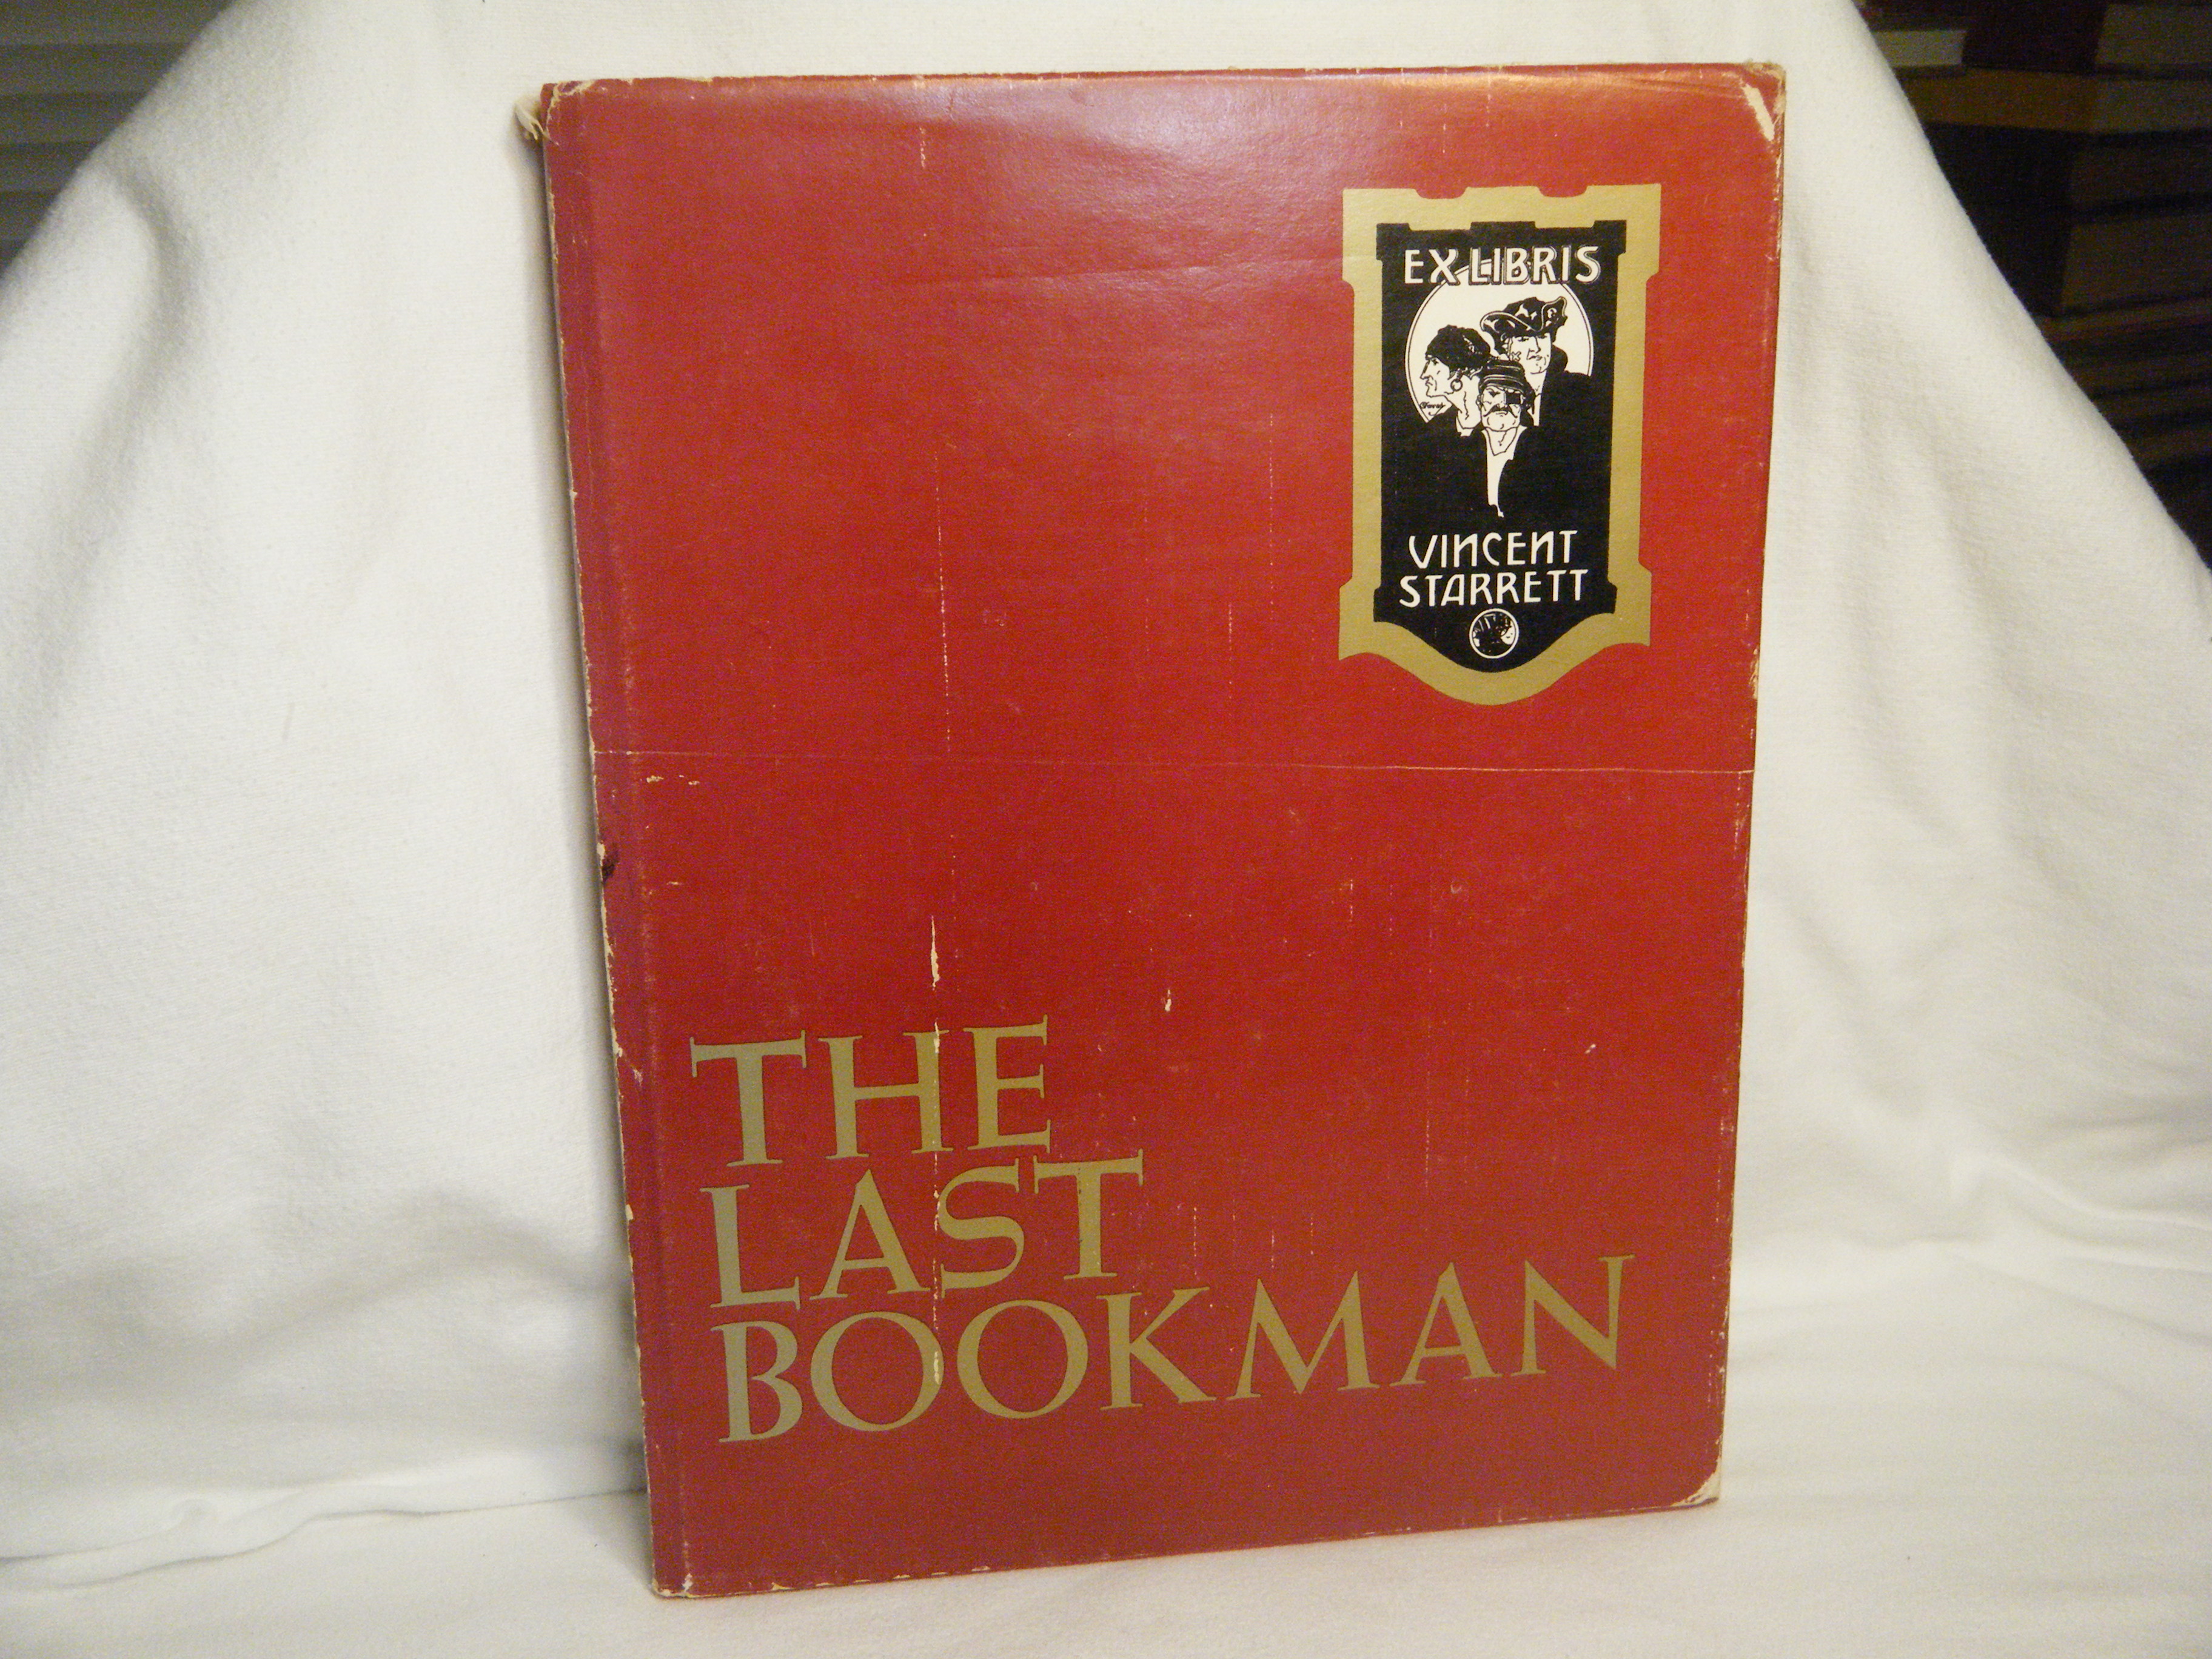 EX LIBRIS
VINCENT
STARRETT
THE
LAST
BOOKMAN